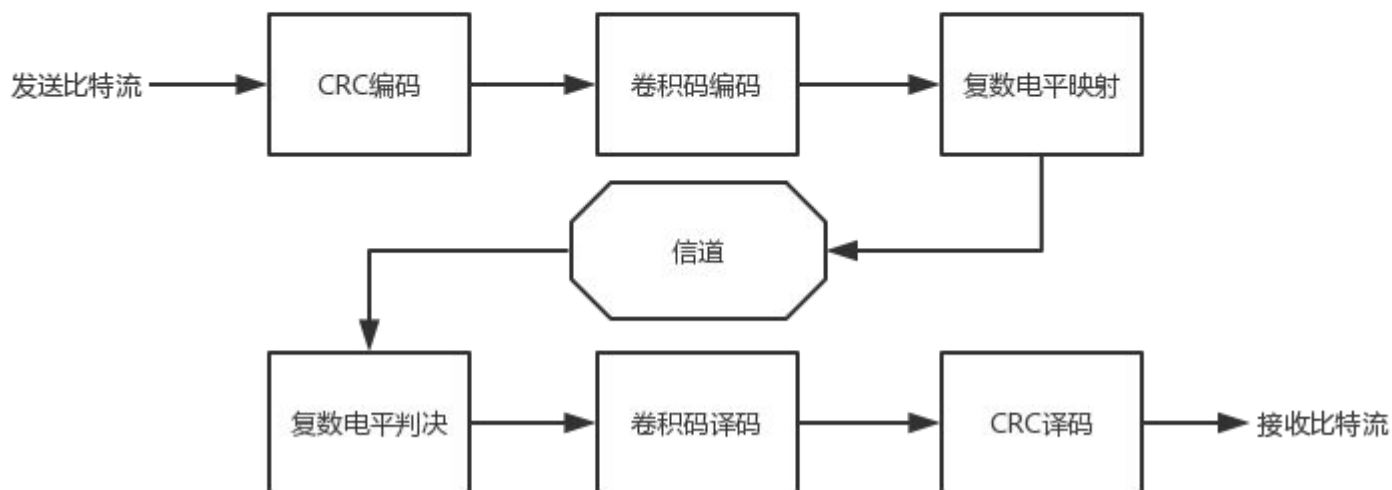 发送比特流
CRC编码
卷积码编码
复数电平映射
信道
复数电平判决
卷积码译码
CRC译码
接收比特流